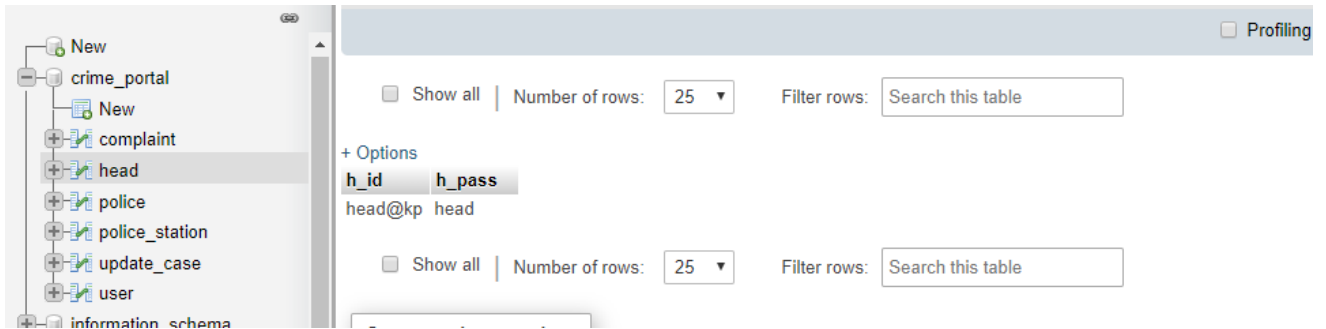 New
crime_portal
New
complaint
head
police
police_station
update_case
user
information_schema
Profiling
Show all | Number of rows: 25 Filter rows: Search this table
+ Options
h_id h_pass
head@kp head
Show all | Number of rows: 25 Filter rows: Search this table